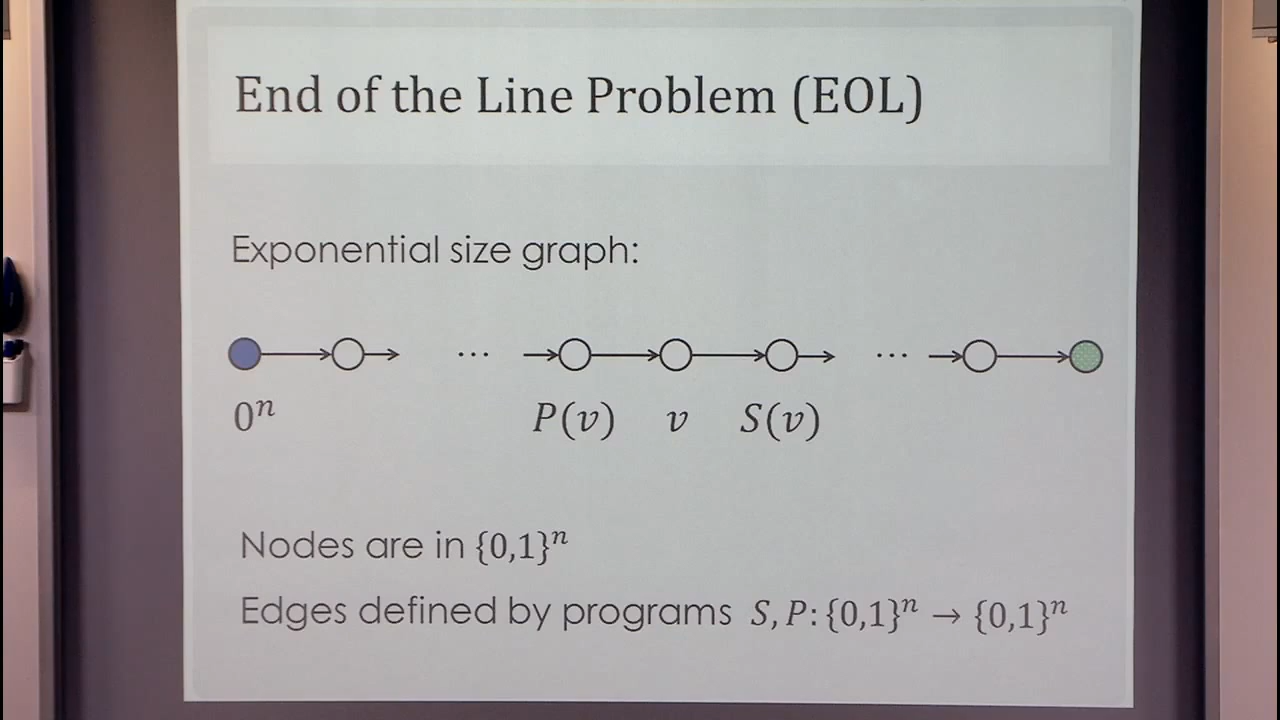 End of the Line Problem (EOL)
Exponential size graph:
... ...
0ⁿ P(v) v S(v)
Nodes are in {0,1}ⁿ
Edges defined by programs S, P: {0,1}ⁿ → {0,1}ⁿ